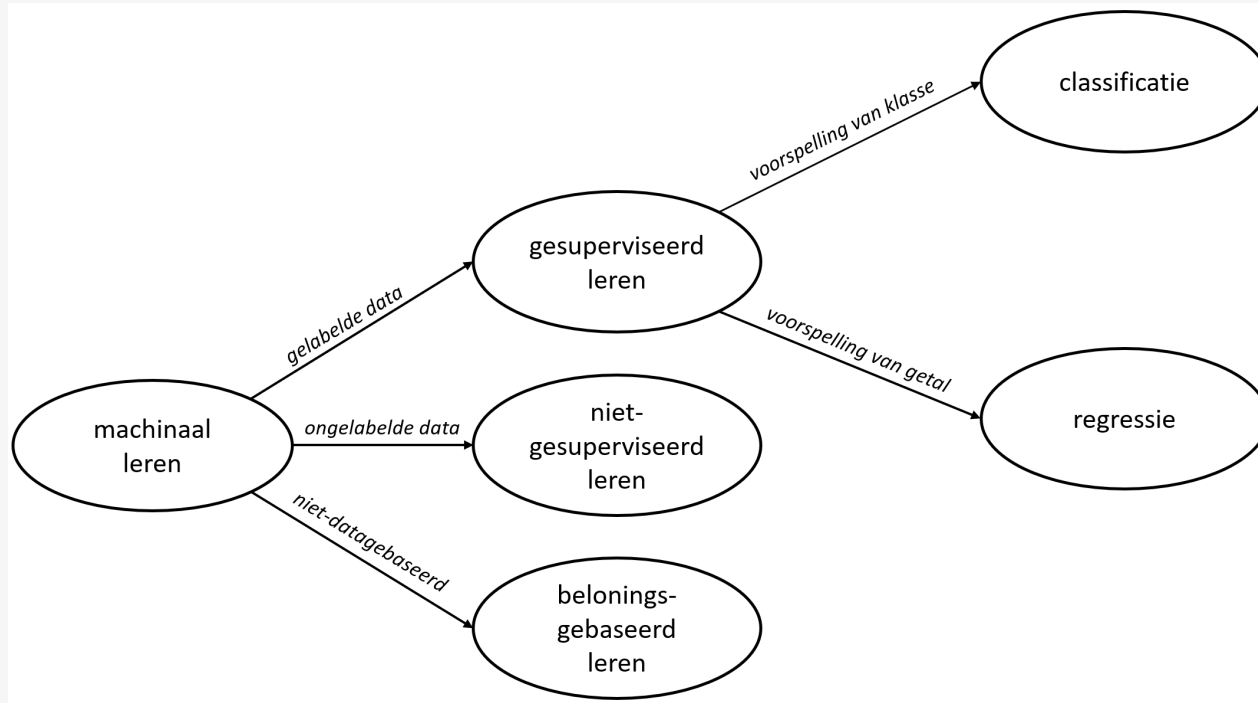 classificatie
voorspelling van klasse
gesuperviseerd
leren
voorspelling van getal
gelabelde data
regressie
niet-
gesuperviseerd
leren
ongelabelde data
machinaal
leren
niet-datagebaseerd
belonings-
gebaseerd
leren